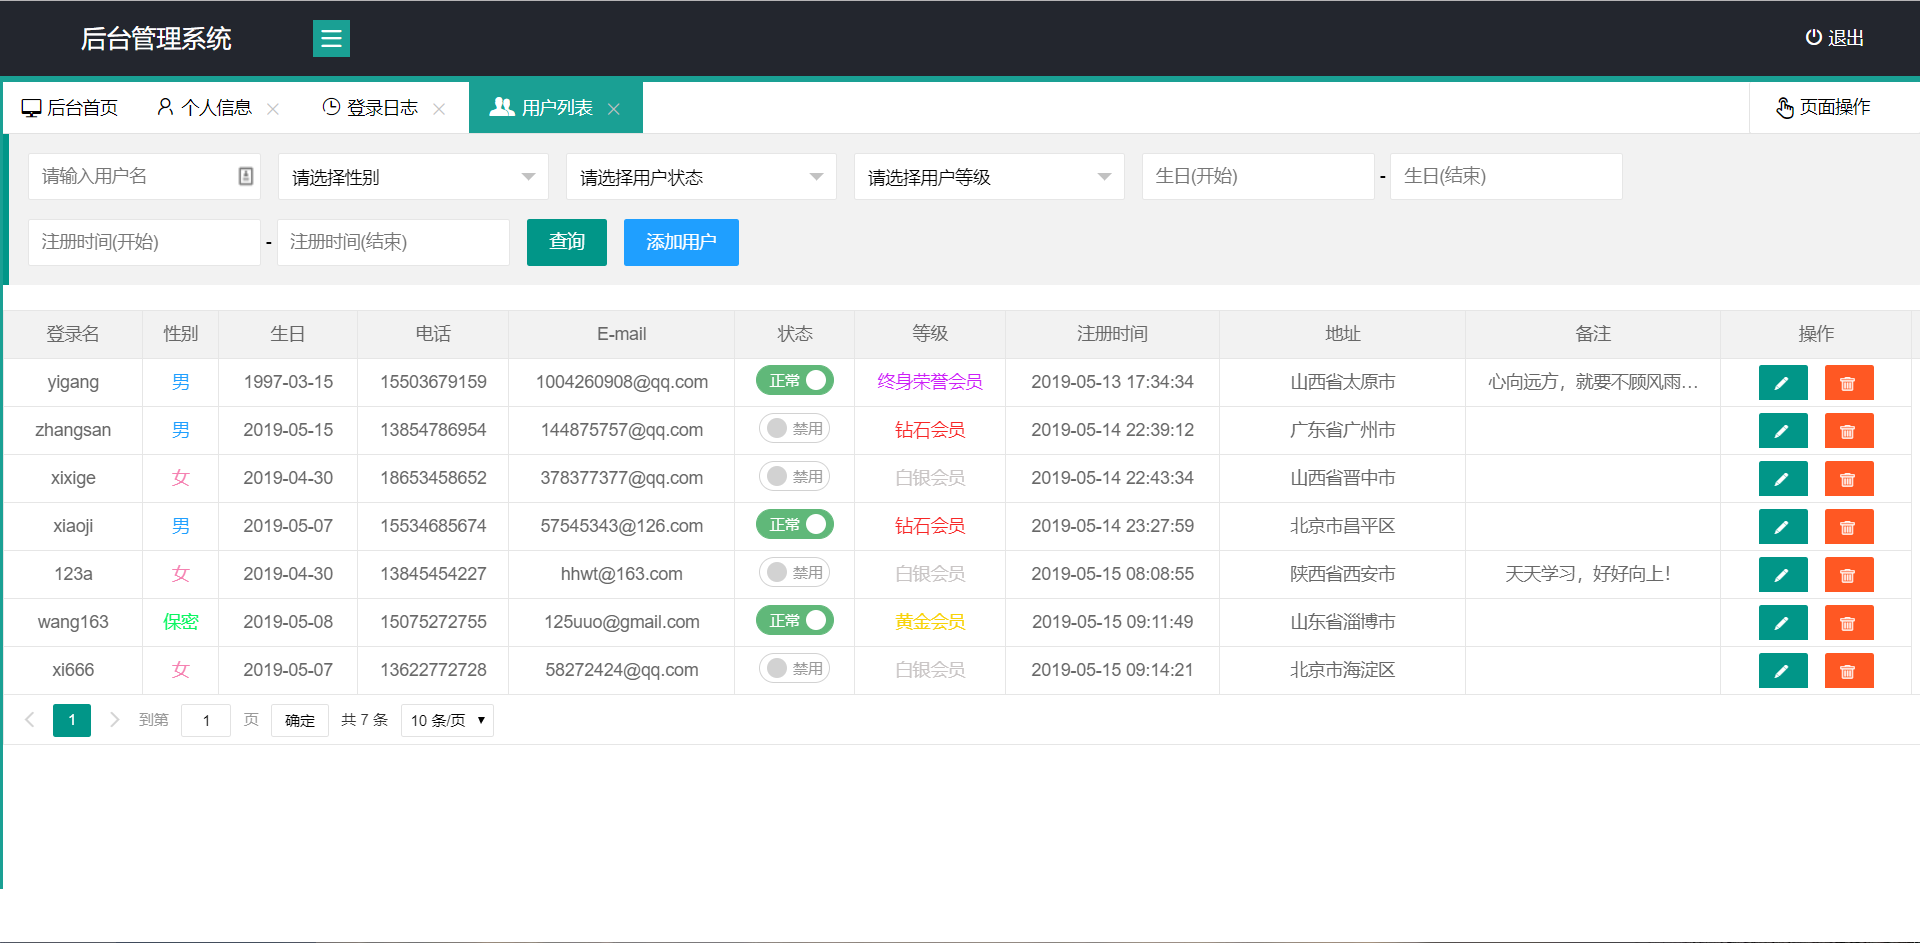 后台管理系统
退出
后台首页 个人信息 登录日志 用户列表 页面操作
请输入用户名 请选择性别 请选择用户状态 请选择用户等级 生日(开始) - 生日(结束)
注册时间(开始) - 注册时间(结束) 查询 添加用户
登录名 性别 生日 电话 E-mail 状态 等级 注册时间 地址 备注 操作
yigang 男 1997-03-15 15503679159 1004260908@qq.com 正常 终身荣誉会员 2019-05-13 17:34:34 山西省太原市 心向远方，就要不顾风雨...
zhangsan 男 2019-05-15 13854786954 144875757@qq.com 禁用 钻石会员 2019-05-14 22:39:12 广东省广州市
xixige 女 2019-04-30 18653458652 378377377@qq.com 禁用 白银会员 2019-05-14 22:43:34 山西省晋中市
xiaoji 男 2019-05-07 15534685674 57545343@126.com 正常 钻石会员 2019-05-14 23:27:59 北京市昌平区
123a 女 2019-04-30 13845454227 hhwt@163.com 禁用 白银会员 2019-05-15 08:08:55 陕西省西安市 天天学习，好好向上！
wang163 保密 2019-05-08 15075272755 125uuo@gmail.com 正常 黄金会员 2019-05-15 09:11:49 山东省淄博市
xi666 女 2019-05-07 13622772728 58272424@qq.com 禁用 白银会员 2019-05-15 09:14:21 北京市海淀区
1 到第 1 页 确定 共 7 条 10 条/页